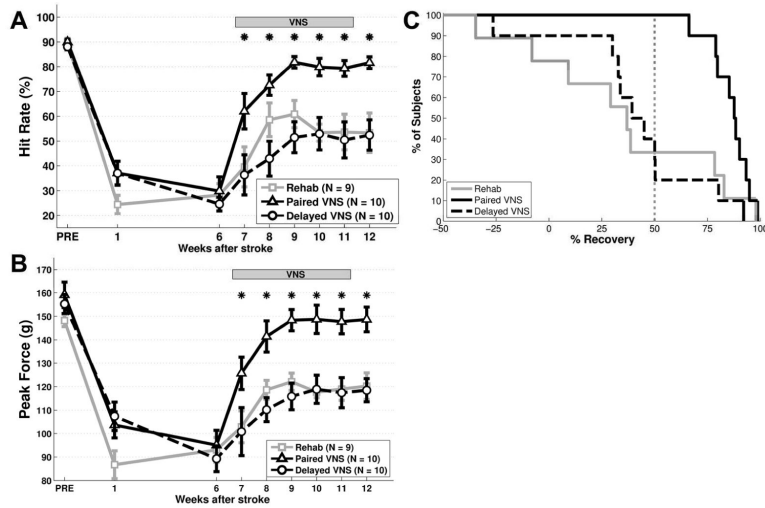 A
VNS
* * * * * *
100
90
80
70
60
50
40
30
20
Hit Rate (%)
Rehab (N = 9)
Paired VNS (N = 10)
Delayed VNS (N = 10)
PRE 1 6 7 8 9 10 11 12
Weeks after stroke
B
VNS
* * * * * *
170
160
150
140
130
120
110
100
90
80
Peak Force (g)
Rehab (N = 9)
Paired VNS (N = 10)
Delayed VNS (N = 10)
PRE 1 6 7 8 9 10 11 12
Weeks after stroke
C
100
90
80
70
60
50
40
30
20
10
0
% of Subjects
Rehab
Paired VNS
Delayed VNS
-50 -25 0 25 50 75 100
% Recovery